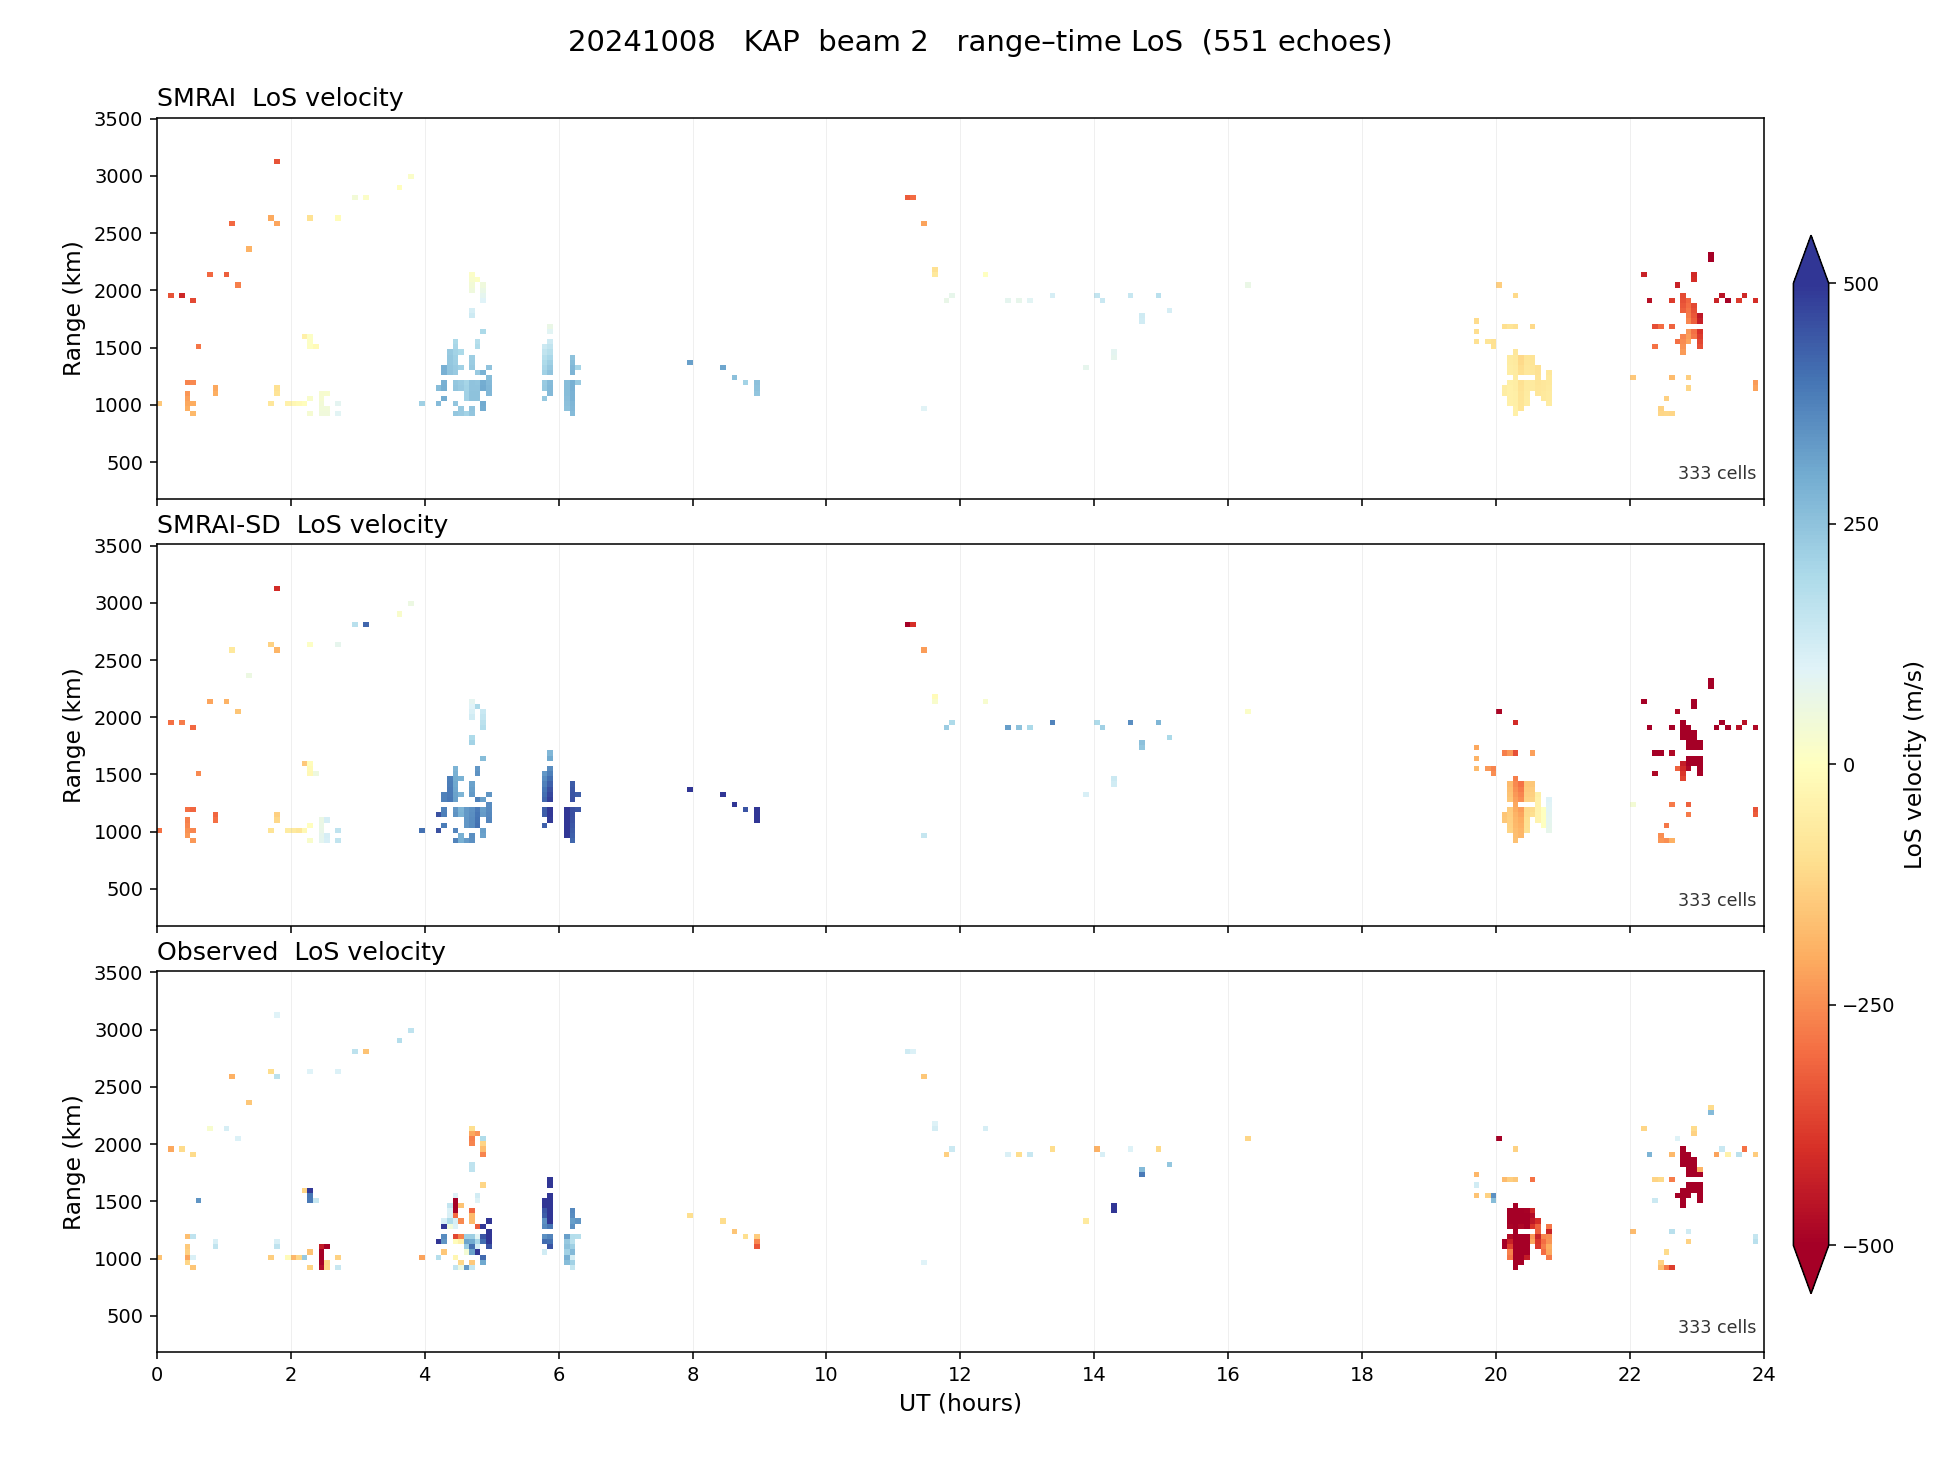 20241008 KAP beam 2 range–time LoS (551 echoes)
SMRAI LoS velocity
3500
3000
2500
2000
1500
1000
500
Range (km)
333 cells
SMRAI-SD LoS velocity
3500
3000
2500
2000
1500
1000
500
Range (km)
333 cells
Observed LoS velocity
3500
3000
2500
2000
1500
1000
500
Range (km)
333 cells
0 2 4 6 8 10 12 14 16 18 20 22 24
UT (hours)
500
250
0
−250
−500
LoS velocity (m/s)